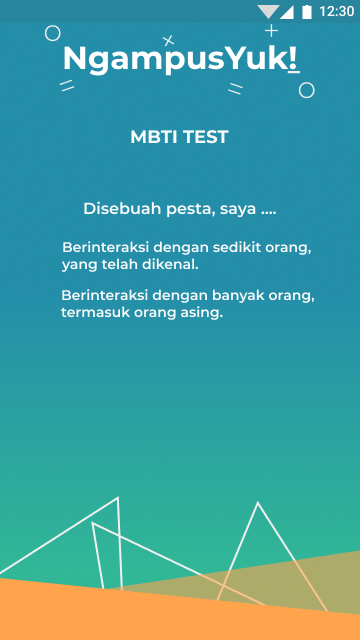 12:30
NgampusYuk!
MBTI TEST
Disebuah pesta, saya ....
Berinteraksi dengan sedikit orang,
yang telah dikenal.
Berinteraksi dengan banyak orang,
termasuk orang asing.